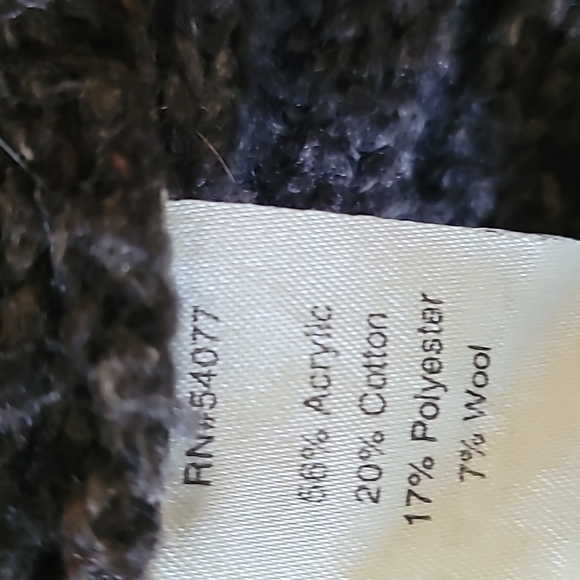 RN#54077
56% Acrylic
20% Cotton
17% Polyester
7% Wool